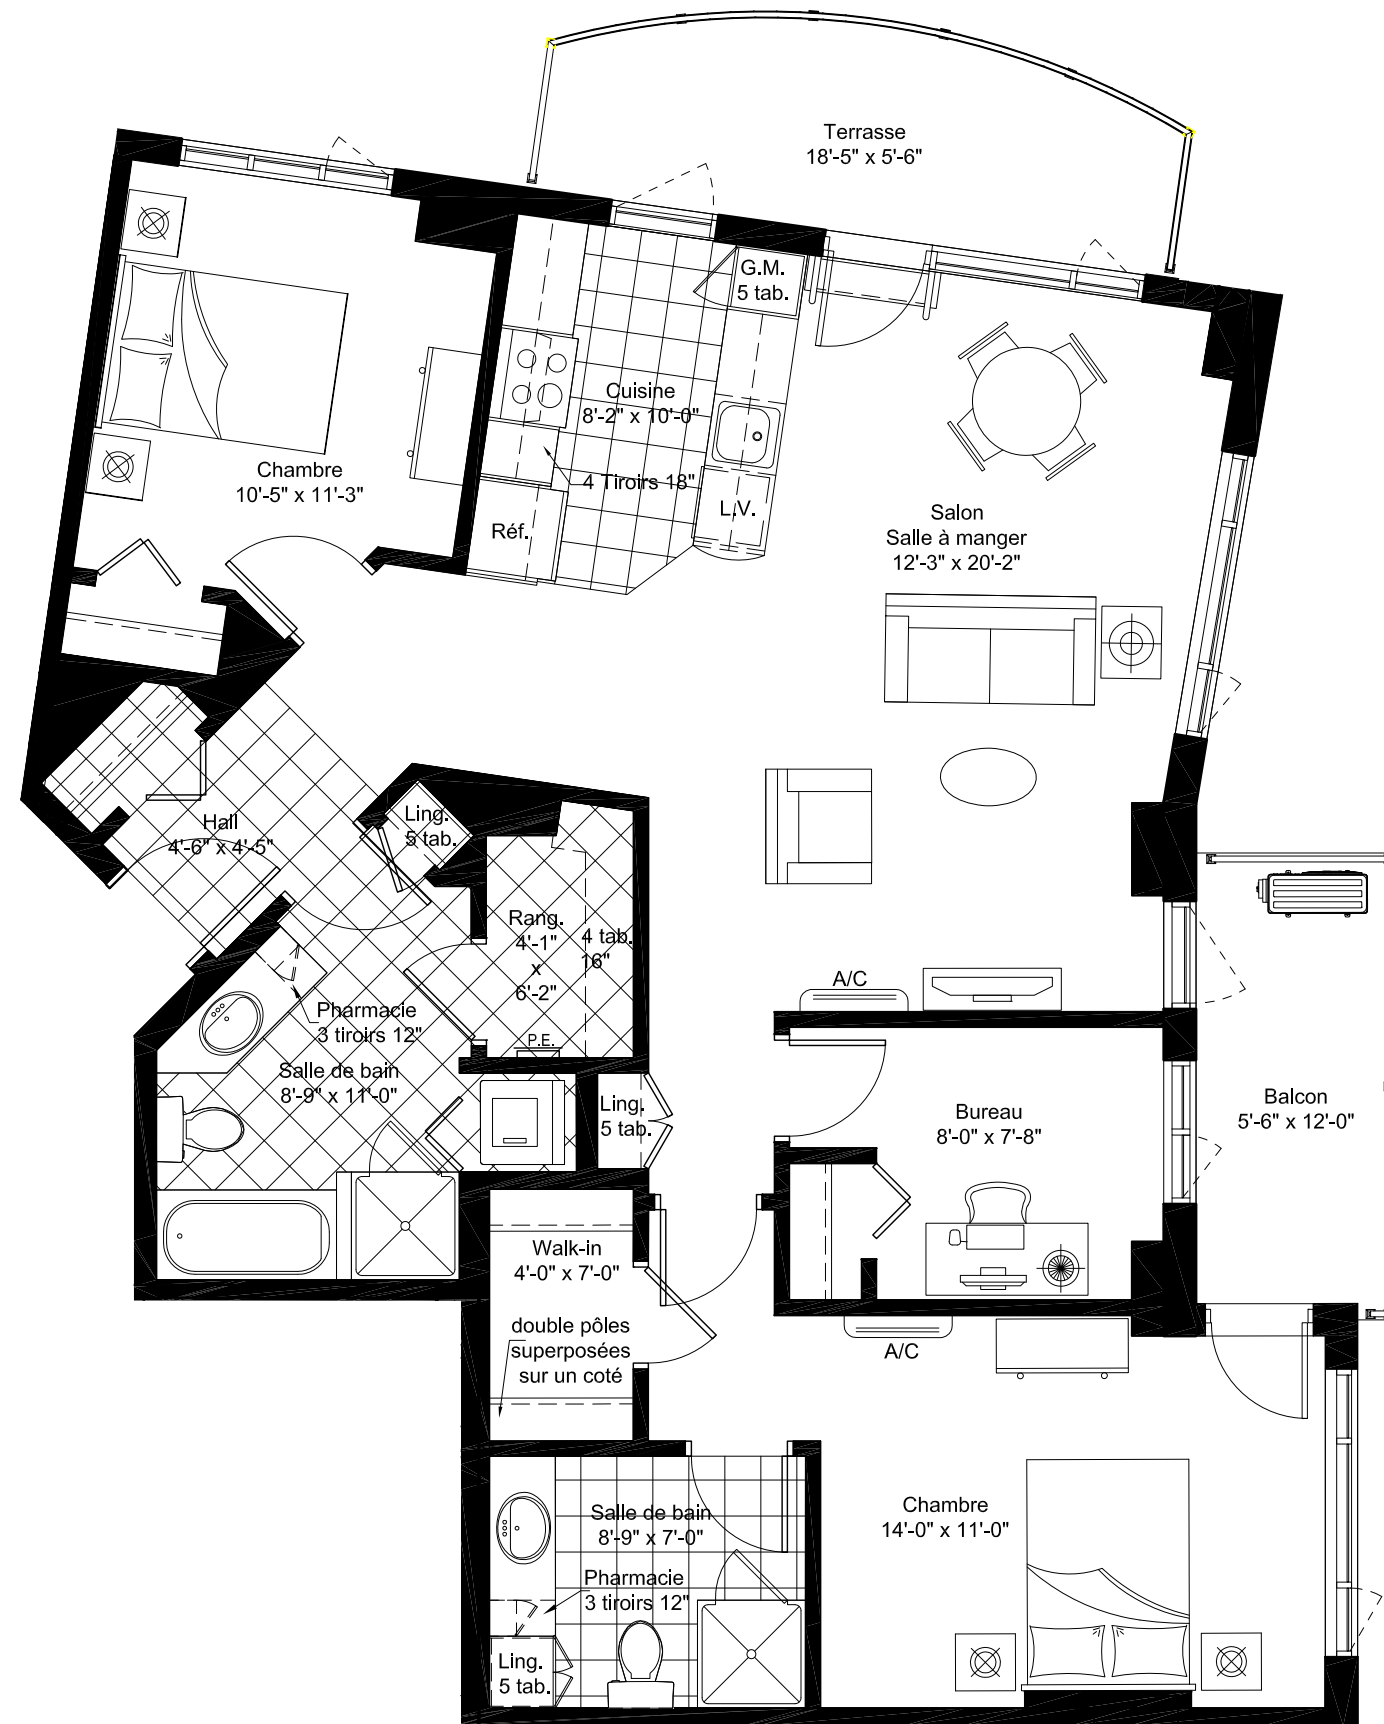 Terrasse
18'-5" x 5'-6"
G.M.
5 tab.
Cuisine
8'-2" x 10'-0"
Chambre
10'-5" x 11'-3"
4 Tiroirs 18"
Réf.
L.V.
Salon
Salle à manger
12'-3" x 20'-2"
Hall
4'-6" x 4'-5"
Ling.
5 tab.
Rang.
4'-1"
x
6'-2"
4 tab.
16"
P.E.
A/C
Pharmacie
3 tiroirs 12"
Salle de bain
8'-9" x 11'-0"
Ling.
5 tab.
Bureau
8'-0" x 7'-8"
Balcon
5'-6" x 12'-0"
Walk-in
4'-0" x 7'-0"
double pôles
superposées
sur un coté
A/C
Chambre
14'-0" x 11'-0"
Salle de bain
8'-9" x 7'-0"
Pharmacie
3 tiroirs 12"
Ling.
5 tab.